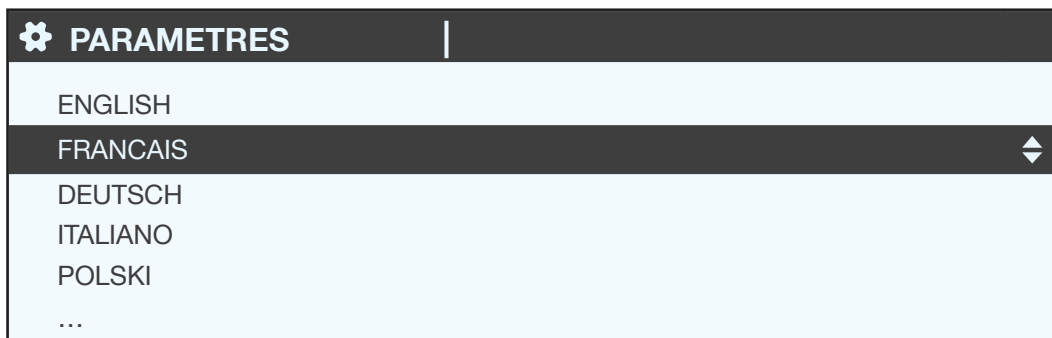 PARAMETRES
ENGLISH
FRANCAIS
DEUTSCH
ITALIANO
POLSKI
...